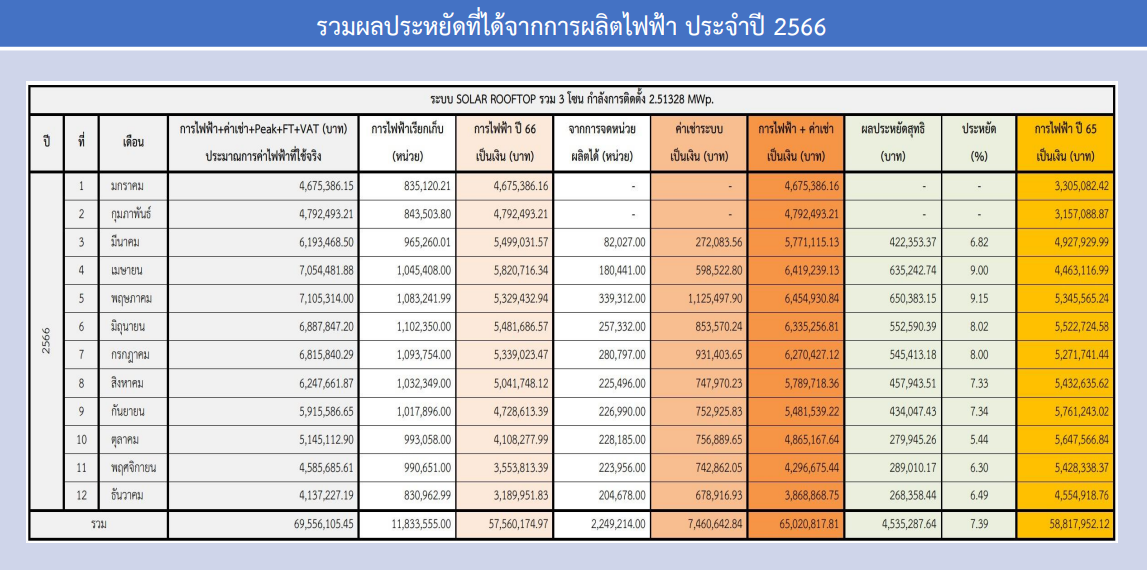 รวมผลประหยัดที่ได้จากการผลิตไฟฟ้า ประจำปี 2566
ระบบ SOLAR ROOFTOP รวม 3 โซน กำลังการติดตั้ง 2.51328 MWp.
ปี ที่ เดือน การไฟฟ้า+ค่าเช่า+Peak+FT+VAT (บาท) การไฟฟ้าเรียกเก็บ การไฟฟ้า ปี 66 จากการจดหน่วย ค่าเช่าระบบ การไฟฟ้า + ค่าเช่า ผลประหยัดสุทธิ ประหยัด การไฟฟ้า ปี 65
ประมาณการค่าไฟฟ้าที่ใช้จริง (หน่วย) เป็นเงิน (บาท) ผลิตได้ (หน่วย) เป็นเงิน (บาท) เป็นเงิน (บาท) (บาท) (%) เป็นเงิน (บาท)
2566
1 มกราคม 4,675,386.15 835,120.21 4,675,386.16 - - 4,675,386.16 - - 3,305,082.42
2 กุมภาพันธ์ 4,792,493.21 843,503.80 4,792,493.21 - - 4,792,493.21 - - 3,157,088.87
3 มีนาคม 6,193,468.50 965,260.01 5,499,031.57 82,027.00 272,083.56 5,771,115.13 422,353.37 6.82 4,927,929.99
4 เมษายน 7,054,481.88 1,045,408.00 5,820,716.34 180,441.00 598,522.80 6,419,239.13 635,242.74 9.00 4,463,116.99
5 พฤษภาคม 7,105,314.00 1,083,241.99 5,329,432.94 339,312.00 1,125,497.90 6,454,930.84 650,383.15 9.15 5,345,565.24
6 มิถุนายน 6,887,847.20 1,102,350.00 5,481,686.57 257,332.00 853,570.24 6,335,256.81 552,590.39 8.02 5,522,724.58
7 กรกฎาคม 6,815,840.29 1,093,754.00 5,339,023.47 280,797.00 931,403.65 6,270,427.12 545,413.18 8.00 5,271,741.44
8 สิงหาคม 6,247,661.87 1,032,349.00 5,041,748.12 225,496.00 747,970.23 5,789,718.36 457,943.51 7.33 5,432,635.62
9 กันยายน 5,915,586.65 1,017,896.00 4,728,613.39 226,990.00 752,925.83 5,481,539.22 434,047.43 7.34 5,761,243.02
10 ตุลาคม 5,145,112.90 993,058.00 4,108,277.99 228,185.00 756,889.65 4,865,167.64 279,945.26 5.44 5,647,566.84
11 พฤศจิกายน 4,585,685.61 990,651.00 3,553,813.39 223,956.00 742,862.05 4,296,675.44 289,010.17 6.30 5,428,338.37
12 ธันวาคม 4,137,227.19 830,962.99 3,189,951.83 204,678.00 678,916.93 3,868,868.75 268,358.44 6.49 4,554,918.76
รวม 69,556,105.45 11,833,555.00 57,560,174.97 2,249,214.00 7,460,642.84 65,020,817.81 4,535,287.64 7.39 58,817,952.12